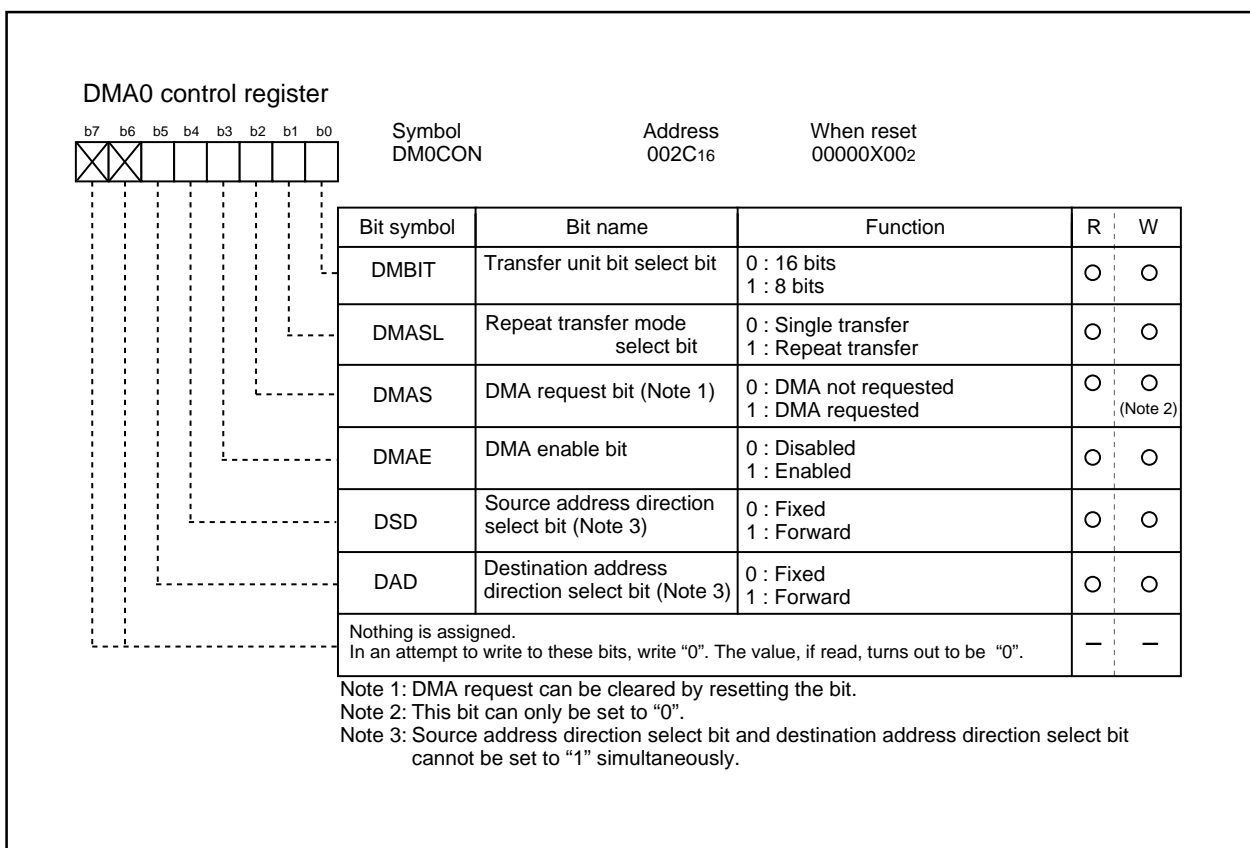 DMA0 control register
b7 b6 b5 b4 b3 b2 b1 b0
Symbol Address When reset
DM0CON 002C16 00000X002
Bit symbol Bit name Function R W
DMBIT Transfer unit bit select bit 0 : 16 bits
1 : 8 bits
DMASL Repeat transfer mode
select bit 0 : Single transfer
1 : Repeat transfer
DMAS DMA request bit (Note 1) 0 : DMA not requested
1 : DMA requested
(Note 2)
DMAE DMA enable bit 0 : Disabled
1 : Enabled
DSD Source address direction
select bit (Note 3) 0 : Fixed
1 : Forward
DAD Destination address
direction select bit (Note 3) 0 : Fixed
1 : Forward
Nothing is assigned.
In an attempt to write to these bits, write “0”. The value, if read, turns out to be “0”. – –
Note 1: DMA request can be cleared by resetting the bit.
Note 2: This bit can only be set to “0”.
Note 3: Source address direction select bit and destination address direction select bit
cannot be set to “1” simultaneously.